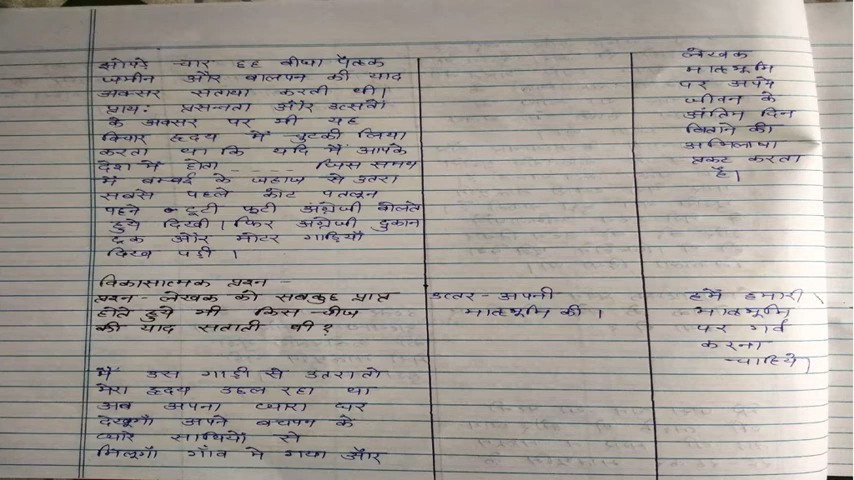 झोपड़े चार छह बीघा पैतृक
जमीन और बालपन की याद
अक्सर सताया करती थी।
प्राय: प्रसन्नता और उत्सवो
के अवसर पर भी यह
विचार हृदय में चुटकी लिया
करता था कि यदि मैं आपके
देश में होता _ _ _ _ जिस समय
मैं बम्बई के जहाज से उतरा
सबसे पहले कोट पतलून
पहने टूटी फूटी अंग्रेजी बोलते
हुये दिखी। फिर अंग्रेजी दुकान
ट्रक और मोटर गाड़ियाँ
दिख पड़ी।
विकासात्मक प्रश्न -
प्रश्न - लेखक को सबकुछ प्राप्त
होते हुये भी किस चीज
की याद सताती थी?
मैं उस गाड़ी से उतरा तो
मेरा हृदय उछल रहा था
अब अपना प्यारा घर
देखूगाँ अपने बचपन के
प्यारे साथियों से
मिलूगाँ गाँव मे गया और
उत्तर - अपनी
मातृभूमि की।
लेखक
मातृभूमि
पर अपने
जीवन के
अंतिम दिन
बिताने की
अभिलाषा
प्रकट करता
है।
हमें हमारी
मातृभूमि
पर गर्व
करना
चाहिये।